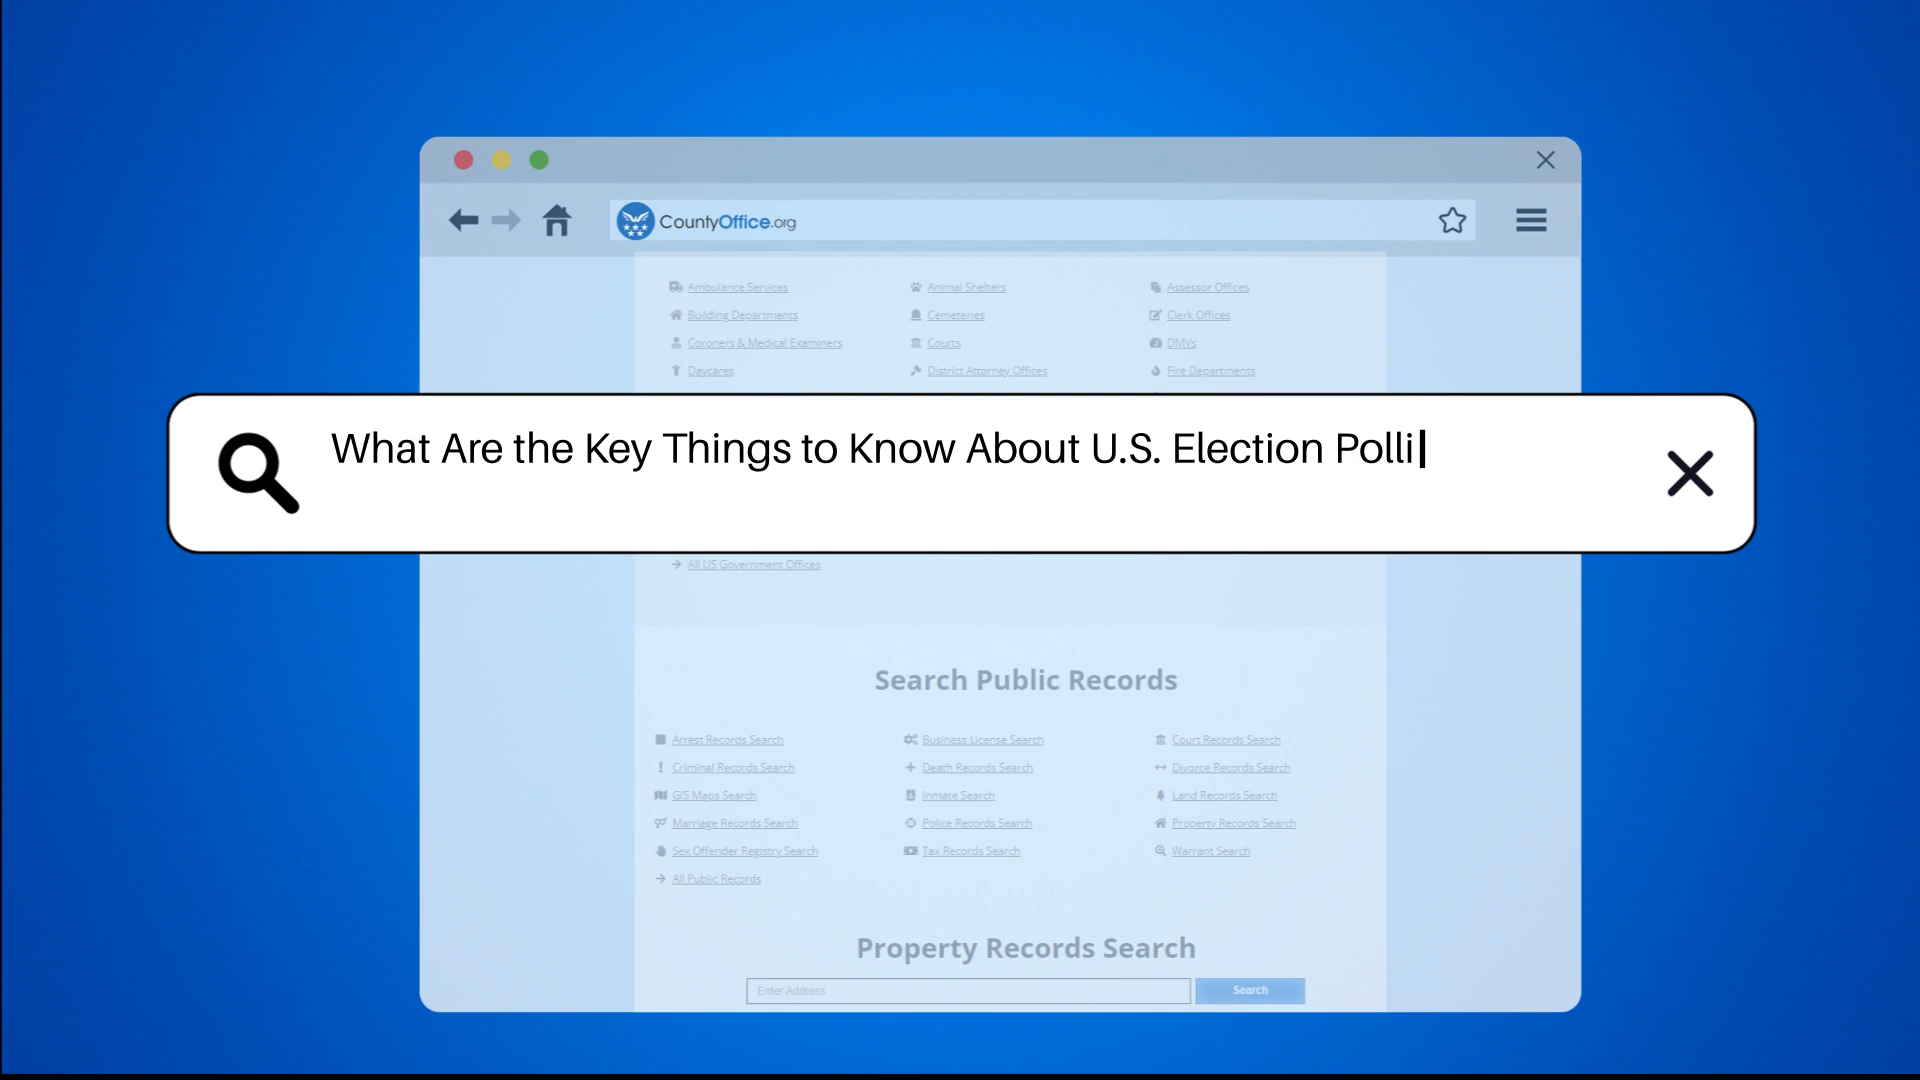 CountyOffice.org
Ambulance Services Animal Shelters Assessor Offices
Building Departments Cemeteries Clerk Offices
Coroners & Medical Examiners Courts DMVs
Daycares District Attorney Offices Fire Departments
What Are the Key Things to Know About U.S. Election Polli
All US Government Offices
Search Public Records
Arrest Records Search Business License Search Court Records Search
Criminal Records Search Death Records Search Divorce Records Search
GIS Maps Search Inmate Search Land Records Search
Marriage Records Search Police Records Search Property Records Search
Sex Offender Registry Search Tax Records Search Warrant Search
All Public Records
Property Records Search
Enter Address Search